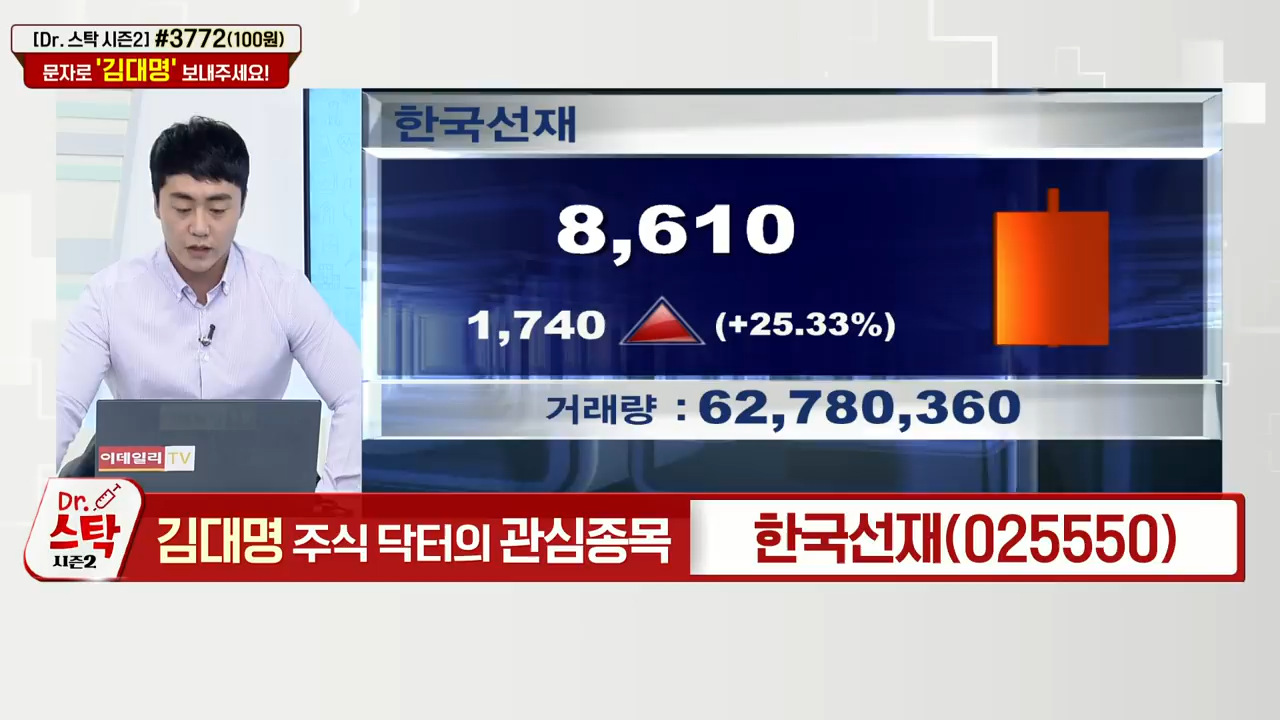 [Dr. 스탁 시즌2] #3772(100원)
문자로 '김대명' 보내주세요!
한국선재
8,610
1,740 ▲ (+25.33%)
거래량 : 62,780,360
이데일리 TV
Dr.
스탁
시즌2
김대명 주식 닥터의 관심종목
한국선재(025550)